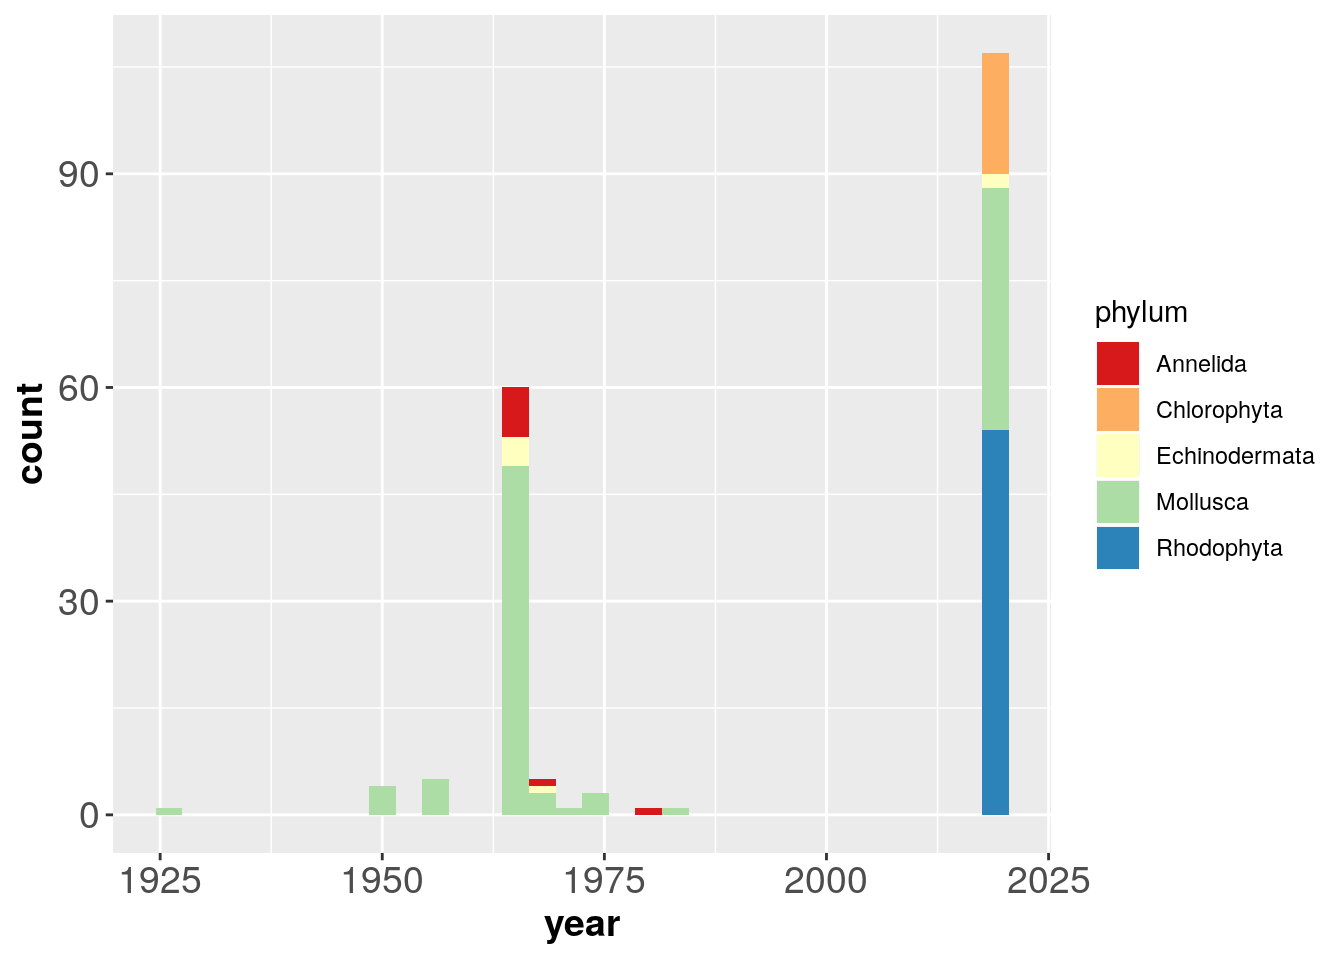 90
60
30
0
count
1925 1950 1975 2000 2025
year
phylum
Annelida
Chlorophyta
Echinodermata
Mollusca
Rhodophyta